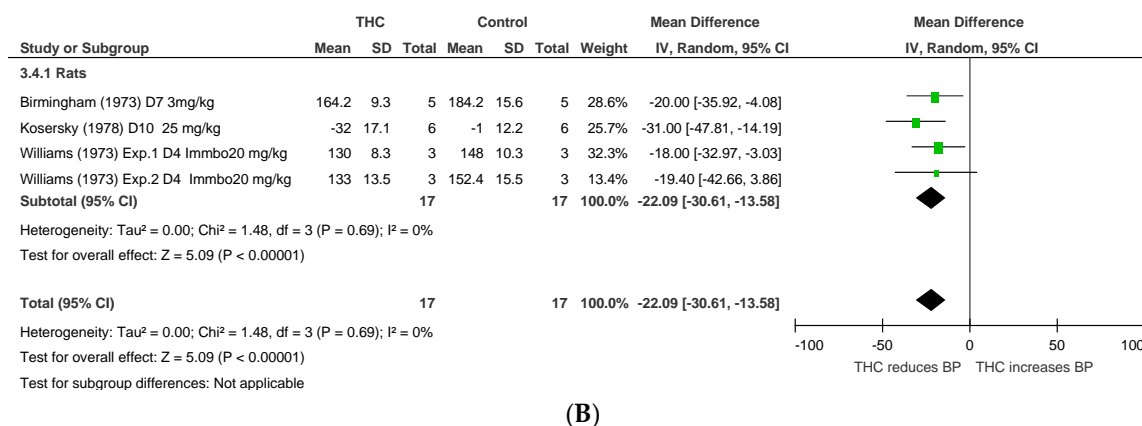 THC Control Mean Difference Mean Difference
Study or Subgroup Mean SD Total Mean SD Total Weight IV, Random, 95% CI IV, Random, 95% CI
3.4.1 Rats
Birmingham (1973) D7 3mg/kg 164.2 9.3 5 184.2 15.6 5 28.6% -20.00 [-35.92, -4.08]
Kosersky (1978) D10 25 mg/kg -32 17.1 6 -1 12.2 6 25.7% -31.00 [-47.81, -14.19]
Williams (1973) Exp.1 D4 Immbo20 mg/kg 130 8.3 3 148 10.3 3 32.3% -18.00 [-32.97, -3.03]
Williams (1973) Exp.2 D4 Immbo20 mg/kg 133 13.5 3 152.4 15.5 3 13.4% -19.40 [-42.66, 3.86]
Subtotal (95% CI) 17 17 100.0% -22.09 [-30.61, -13.58]
Heterogeneity: Tau² = 0.00; Chi² = 1.48, df = 3 (P = 0.69); I² = 0%
Test for overall effect: Z = 5.09 (P < 0.00001)
Total (95% CI) 17 17 100.0% -22.09 [-30.61, -13.58]
Heterogeneity: Tau² = 0.00; Chi² = 1.48, df = 3 (P = 0.69); I² = 0%
Test for overall effect: Z = 5.09 (P < 0.00001)
Test for subgroup differences: Not applicable
-100 -50 0 50 100
THC reduces BP THC increases BP
(B)